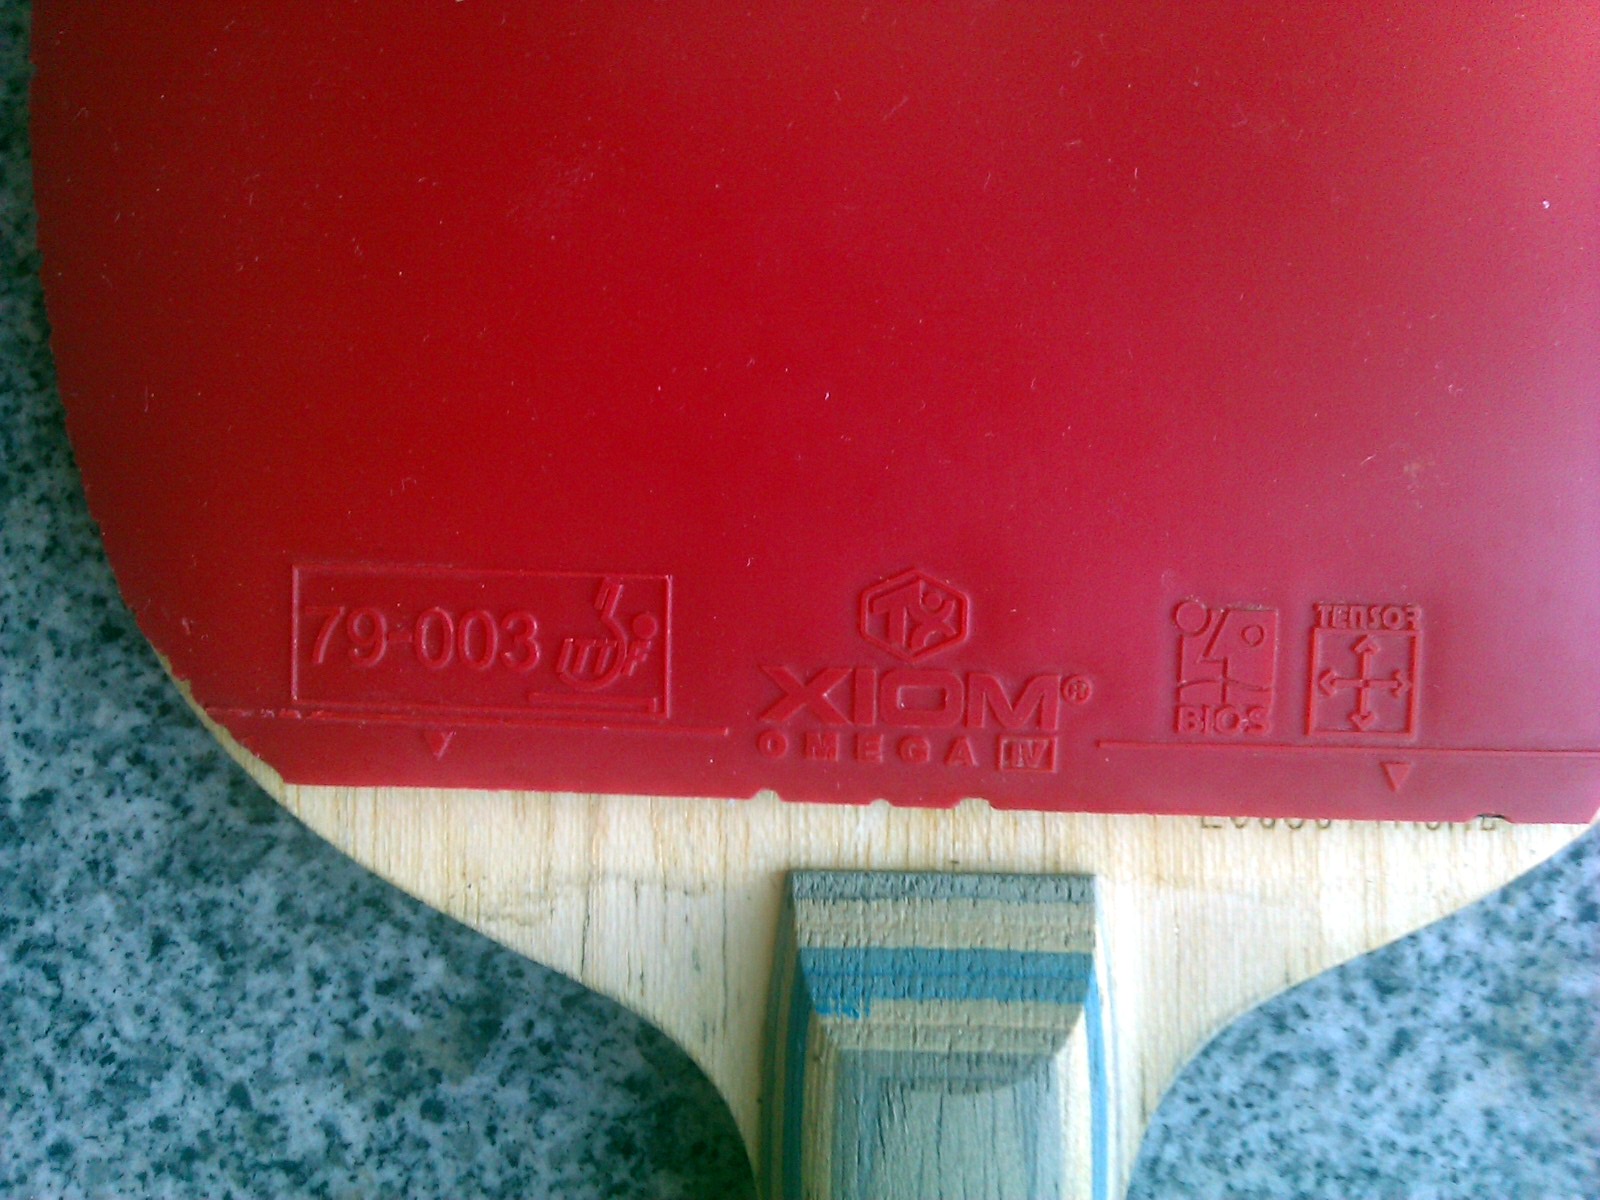 79-003 ITTF
XIOM®
OMEGA IV
BIOS
TENSOR